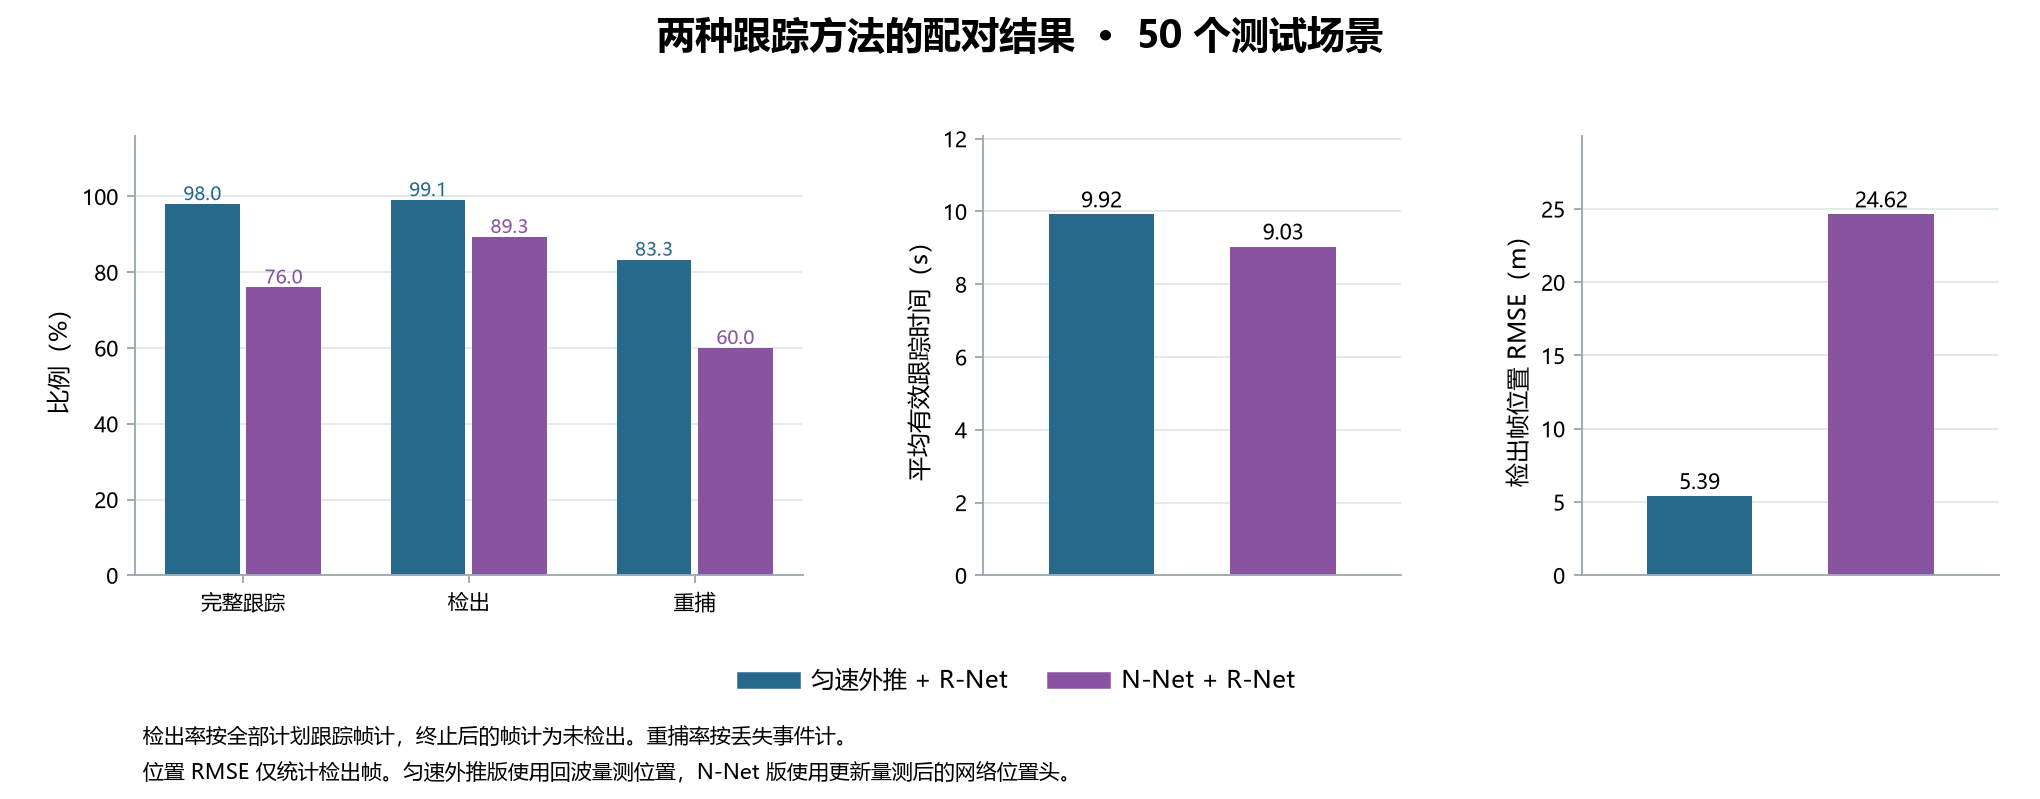 两种跟踪方法的配对结果 • 50 个测试场景
比例（%）
100
80
60
40
20
0
98.0
76.0
99.1
89.3
83.3
60.0
完整跟踪
检出
重捕
平均有效跟踪时间（s）
12
10
8
6
4
2
0
9.92
9.03
检出帧位置 RMSE（m）
25
20
15
10
5
0
5.39
24.62
匀速外推 + R-Net
N-Net + R-Net
检出率按全部计划跟踪帧计，终止后的帧计为未检出。重捕率按丢失事件计。
位置 RMSE 仅统计检出帧。匀速外推版使用回波量测位置，N-Net 版使用更新量测后的网络位置头。